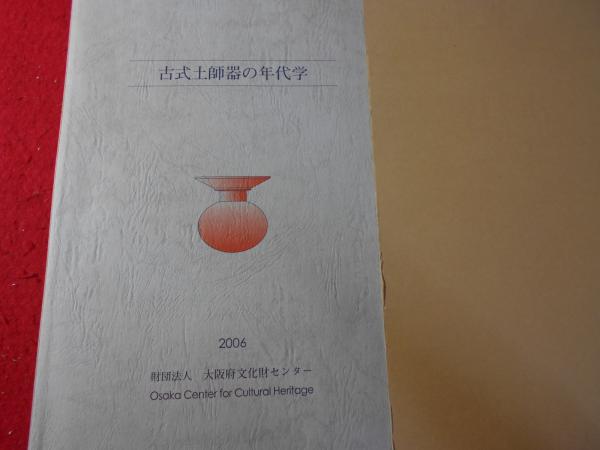 古式土師器の年代学
2006
財団法人 大阪府文化財センター
Osaka Center for Cultural Heritage